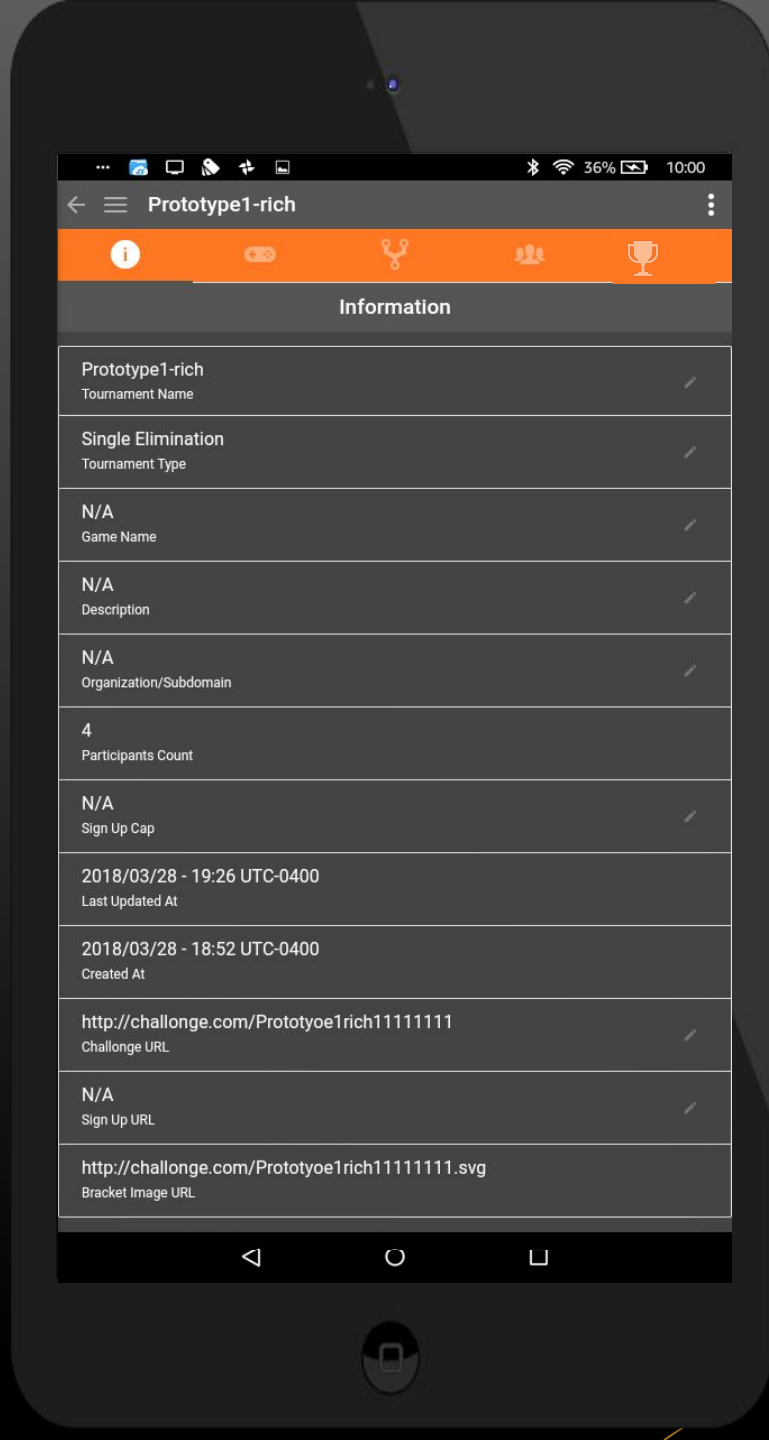 36% 10:00
Prototype1-rich
Information
Prototype1-rich
Tournament Name
Single Elimination
Tournament Type
N/A
Game Name
N/A
Description
N/A
Organization/Subdomain
4
Participants Count
N/A
Sign Up Cap
2018/03/28 - 19:26 UTC-0400
Last Updated At
2018/03/28 - 18:52 UTC-0400
Created At
http://challonge.com/Prototyoe1rich11111111
Challonge URL
N/A
Sign Up URL
http://challonge.com/Prototyoe1rich11111111.svg
Bracket Image URL